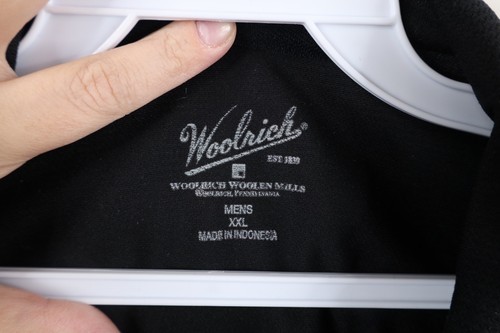 Woolrich®
EST 1830
WOOLRICH WOOLEN MILLS
WOOLRICH, PENNSYLVANIA
MENS
XXL
MADE IN INDONESIA